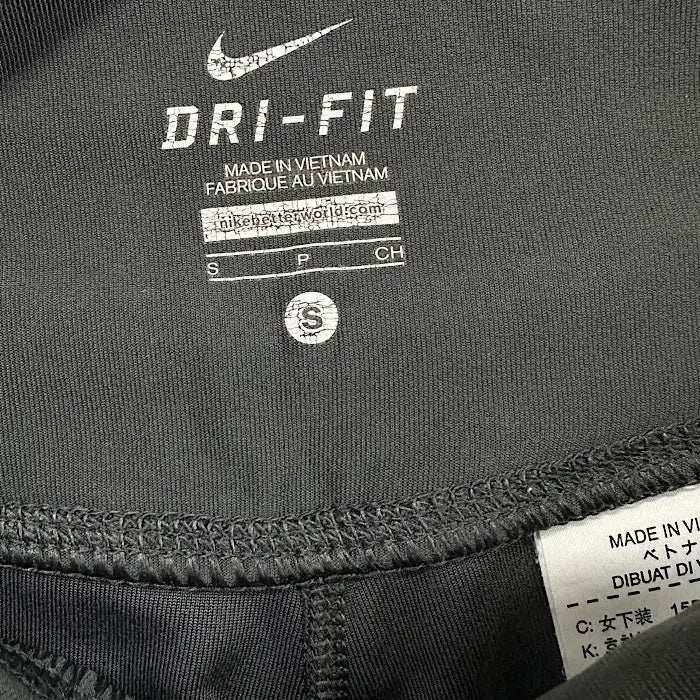 DRI-FIT
MADE IN VIETNAM
FABRIQUE AU VIETNAM
nikebetterworld.com
S P CH
S
MADE IN VI
ベトナ
DIBUAT DI V
C: 女下装 155
K: